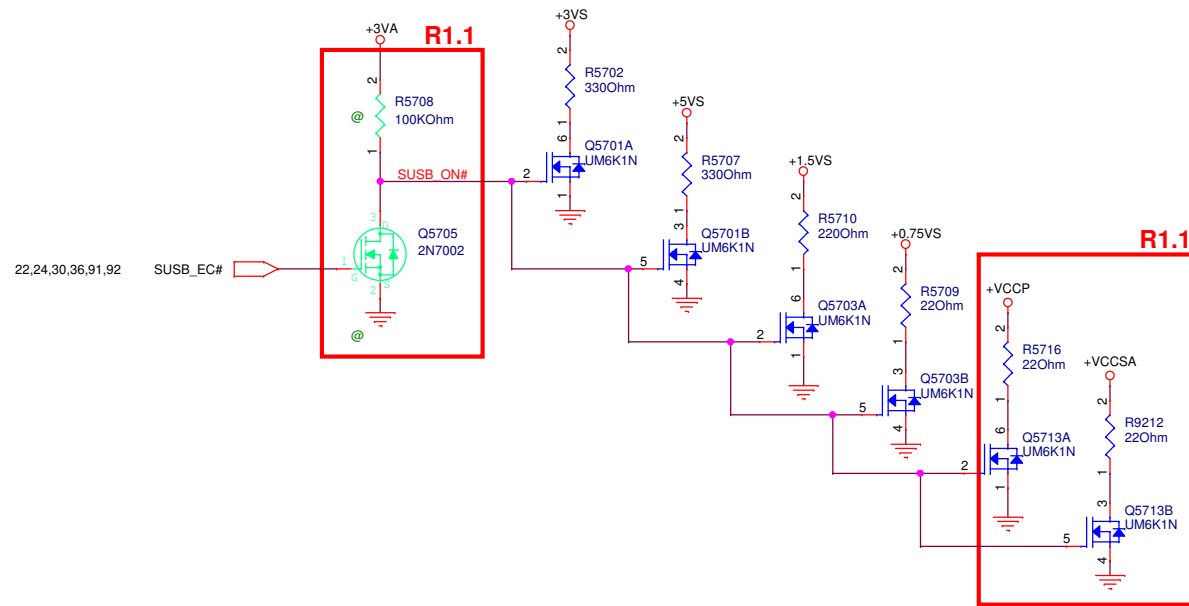 +3VA
R1.1
2
R5708
100KOhm
@
1
SUSB_ON#
3
D
Q5705
2N7002
1
G
S
2
@
22,24,30,36,91,92
SUSB_EC#
+3VS
2
R5702
330Ohm
1
6
Q5701A
UM6K1N
2
1
+5VS
2
R5707
330Ohm
1
3
Q5701B
UM6K1N
5
4
+1.5VS
2
R5710
220Ohm
1
6
Q5703A
UM6K1N
2
1
+0.75VS
2
R5709
22Ohm
1
3
Q5703B
UM6K1N
5
4
R1.1
+VCCP
2
R5716
22Ohm
1
6
Q5713A
UM6K1N
2
1
+VCCSA
2
R9212
22Ohm
1
3
Q5713B
UM6K1N
5
4